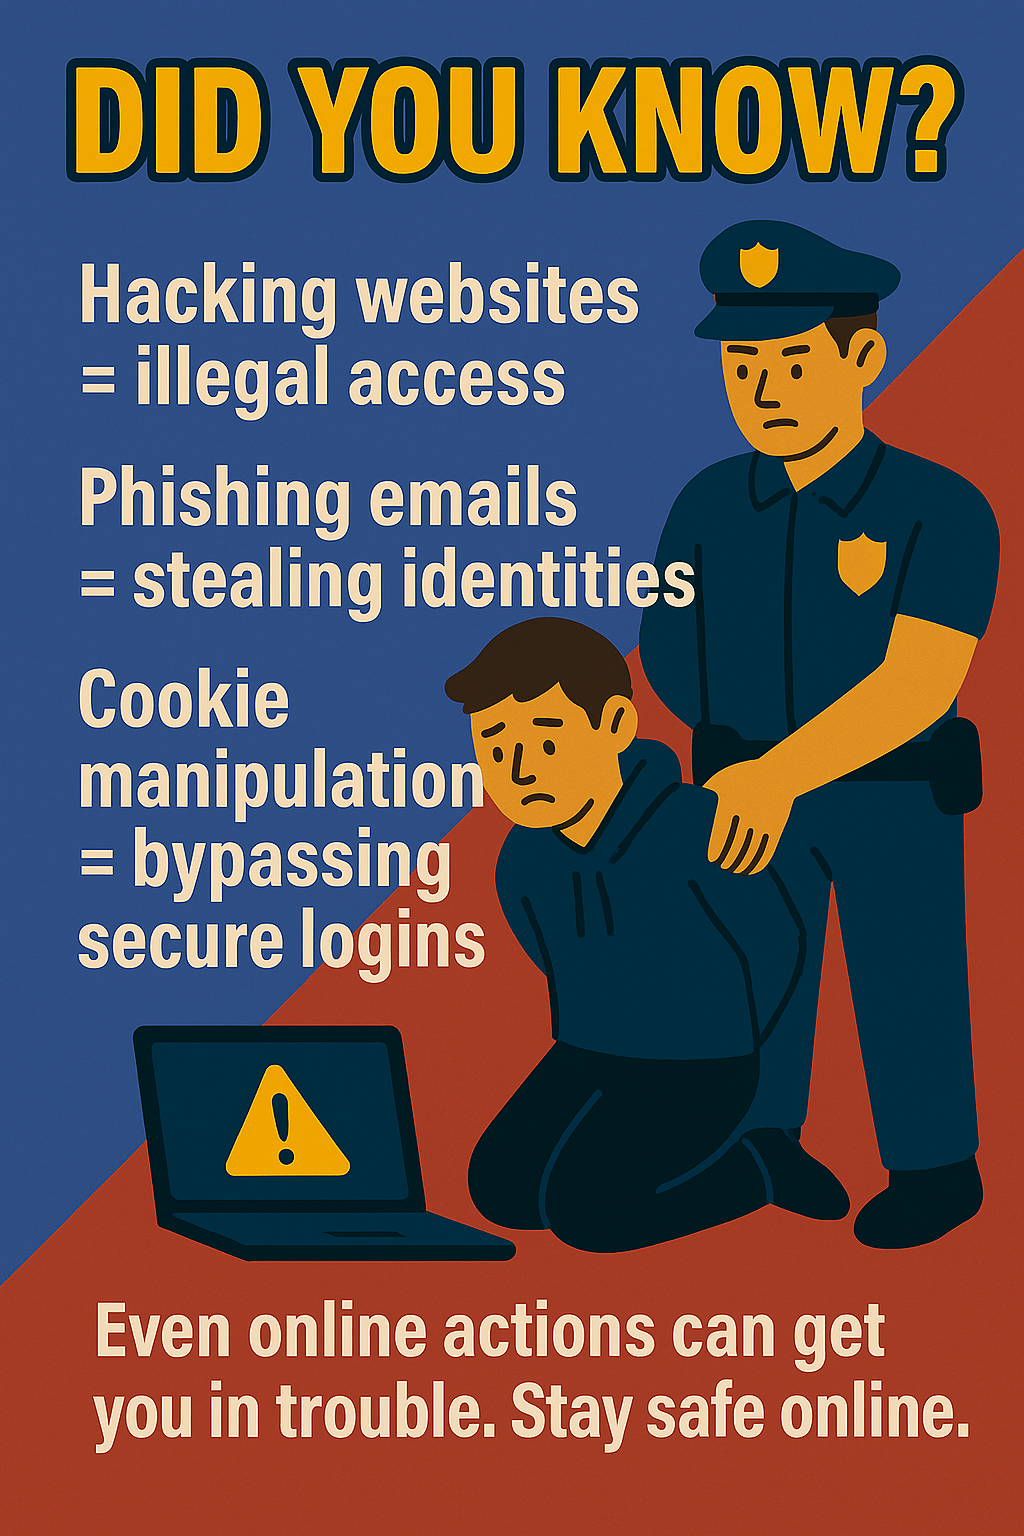 DID YOU KNOW?
Hacking websites
= illegal access
Phishing emails
= stealing identities
Cookie
manipulation
= bypassing
secure logins
Even online actions can get
you in trouble. Stay safe online.